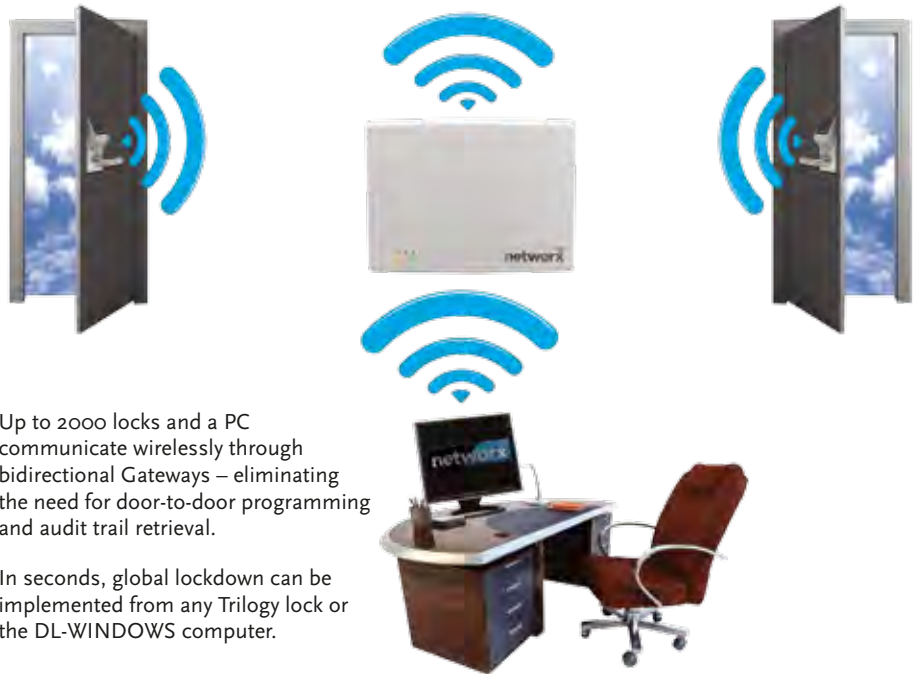 networx
networx
Up to 2000 locks and a PC
communicate wirelessly through
bidirectional Gateways – eliminating
the need for door-to-door programming
and audit trail retrieval.
In seconds, global lockdown can be
implemented from any Trilogy lock or
the DL-WINDOWS computer.